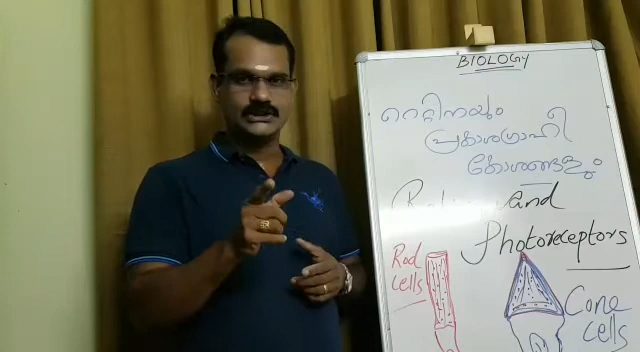 BIOLOGY
റെറ്റിനയും
പ്രകാശഗ്രാഹീ
കോശങ്ങളും
and
Photoreceptors
Rod
cells
Cone
cells